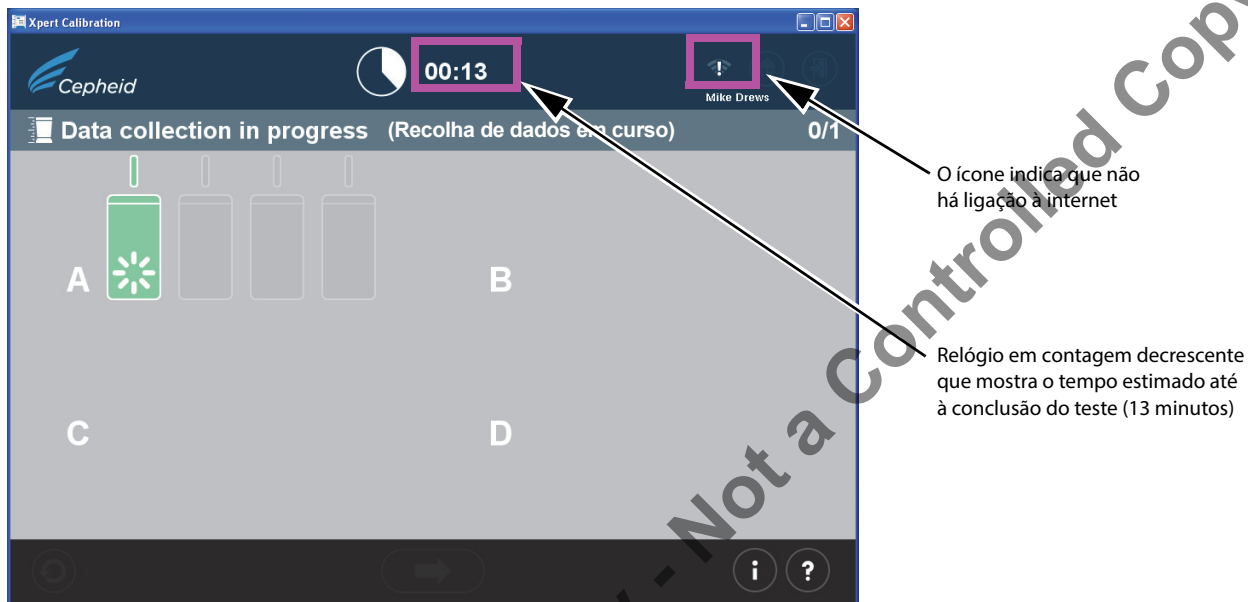 Xpert Calibration
Cepheid
00:13
Mike Drews
Data collection in progress (Recolha de dados em curso) 0/1
A
B
C
D
i ?
O ícone indica que não
há ligação à internet
Relógio em contagem decrescente
que mostra o tempo estimado até
à conclusão do teste (13 minutos)
- Not a Controlled Copy